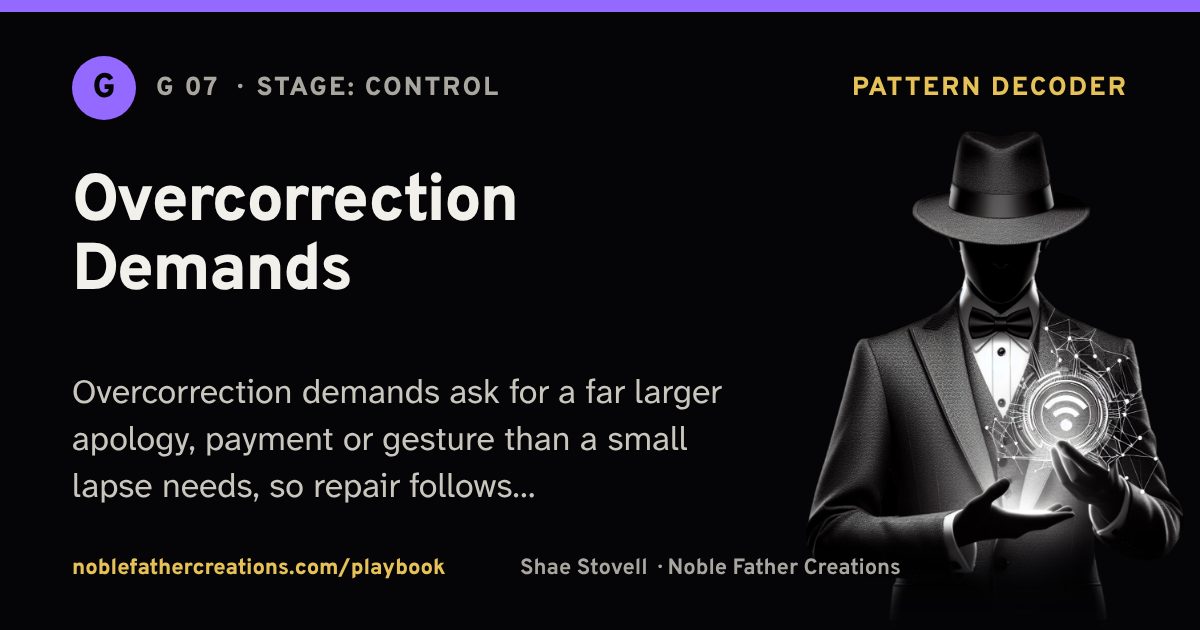 G
G 07 · STAGE: CONTROL
PATTERN DECODER
Overcorrection
Demands
Overcorrection demands ask for a far larger
apology, payment or gesture than a small
lapse needs, so repair follows...
noblefathercreations.com/playbook
Shae Stovell · Noble Father Creations